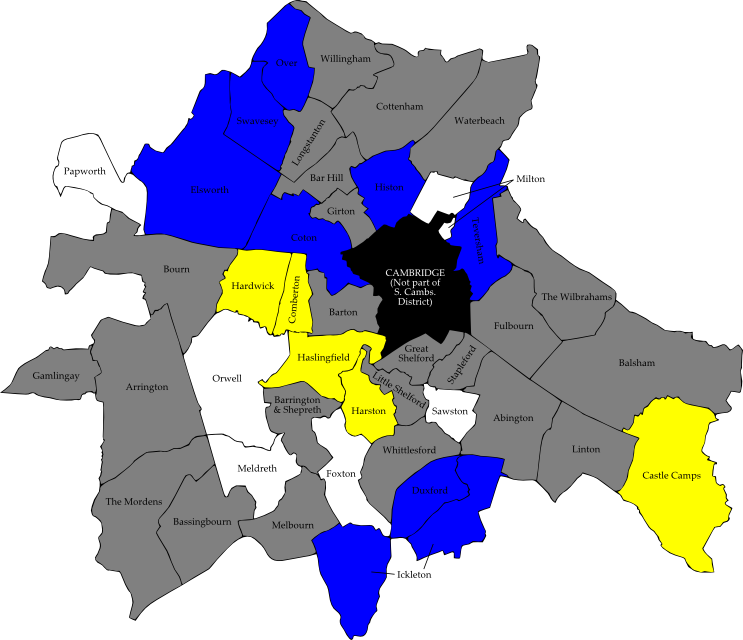 Over
Willingham
Cottenham
Waterbeach
Swavesey
Longstanton
Papworth
Elsworth
Bar Hill
Histon
Milton
Girton
Teversham
Coton
Bourn
CAMBRIDGE
(Not part of
S. Cambs.
District)
Hardwick
Comberton
Barton
The Wilbrahams
Fulbourn
Haslingfield
Great
Shelford
Stapleford
Balsham
Gamlingay
Arrington
Orwell
Little Shelford
Barrington
& Shepreth
Harston
Sawston
Abington
Whittlesford
Linton
Meldreth
Foxton
Castle Camps
Duxford
The Mordens
Bassingbourn
Melbourn
Ickleton